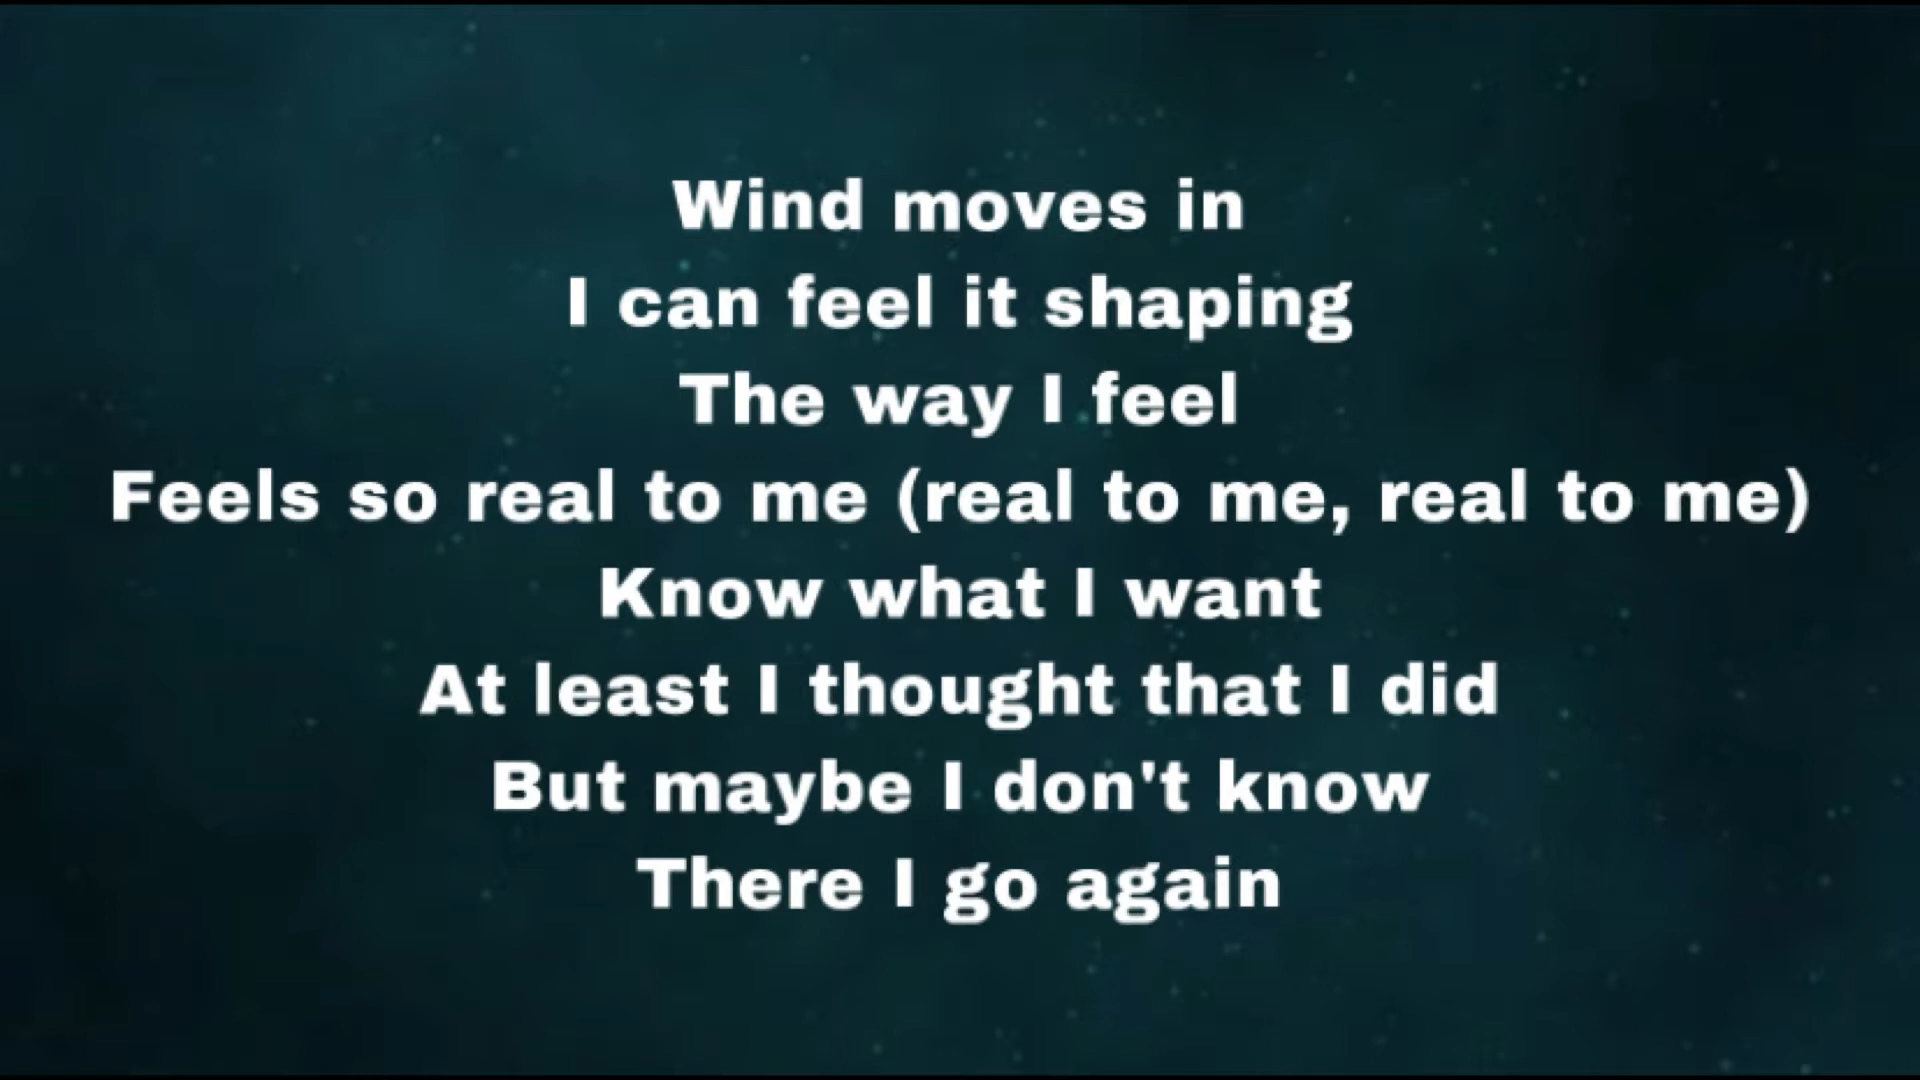 Wind moves in
I can feel it shaping
The way I feel
Feels so real to me (real to me, real to me)
Know what I want
At least I thought that I did
But maybe I don't know
There I go again